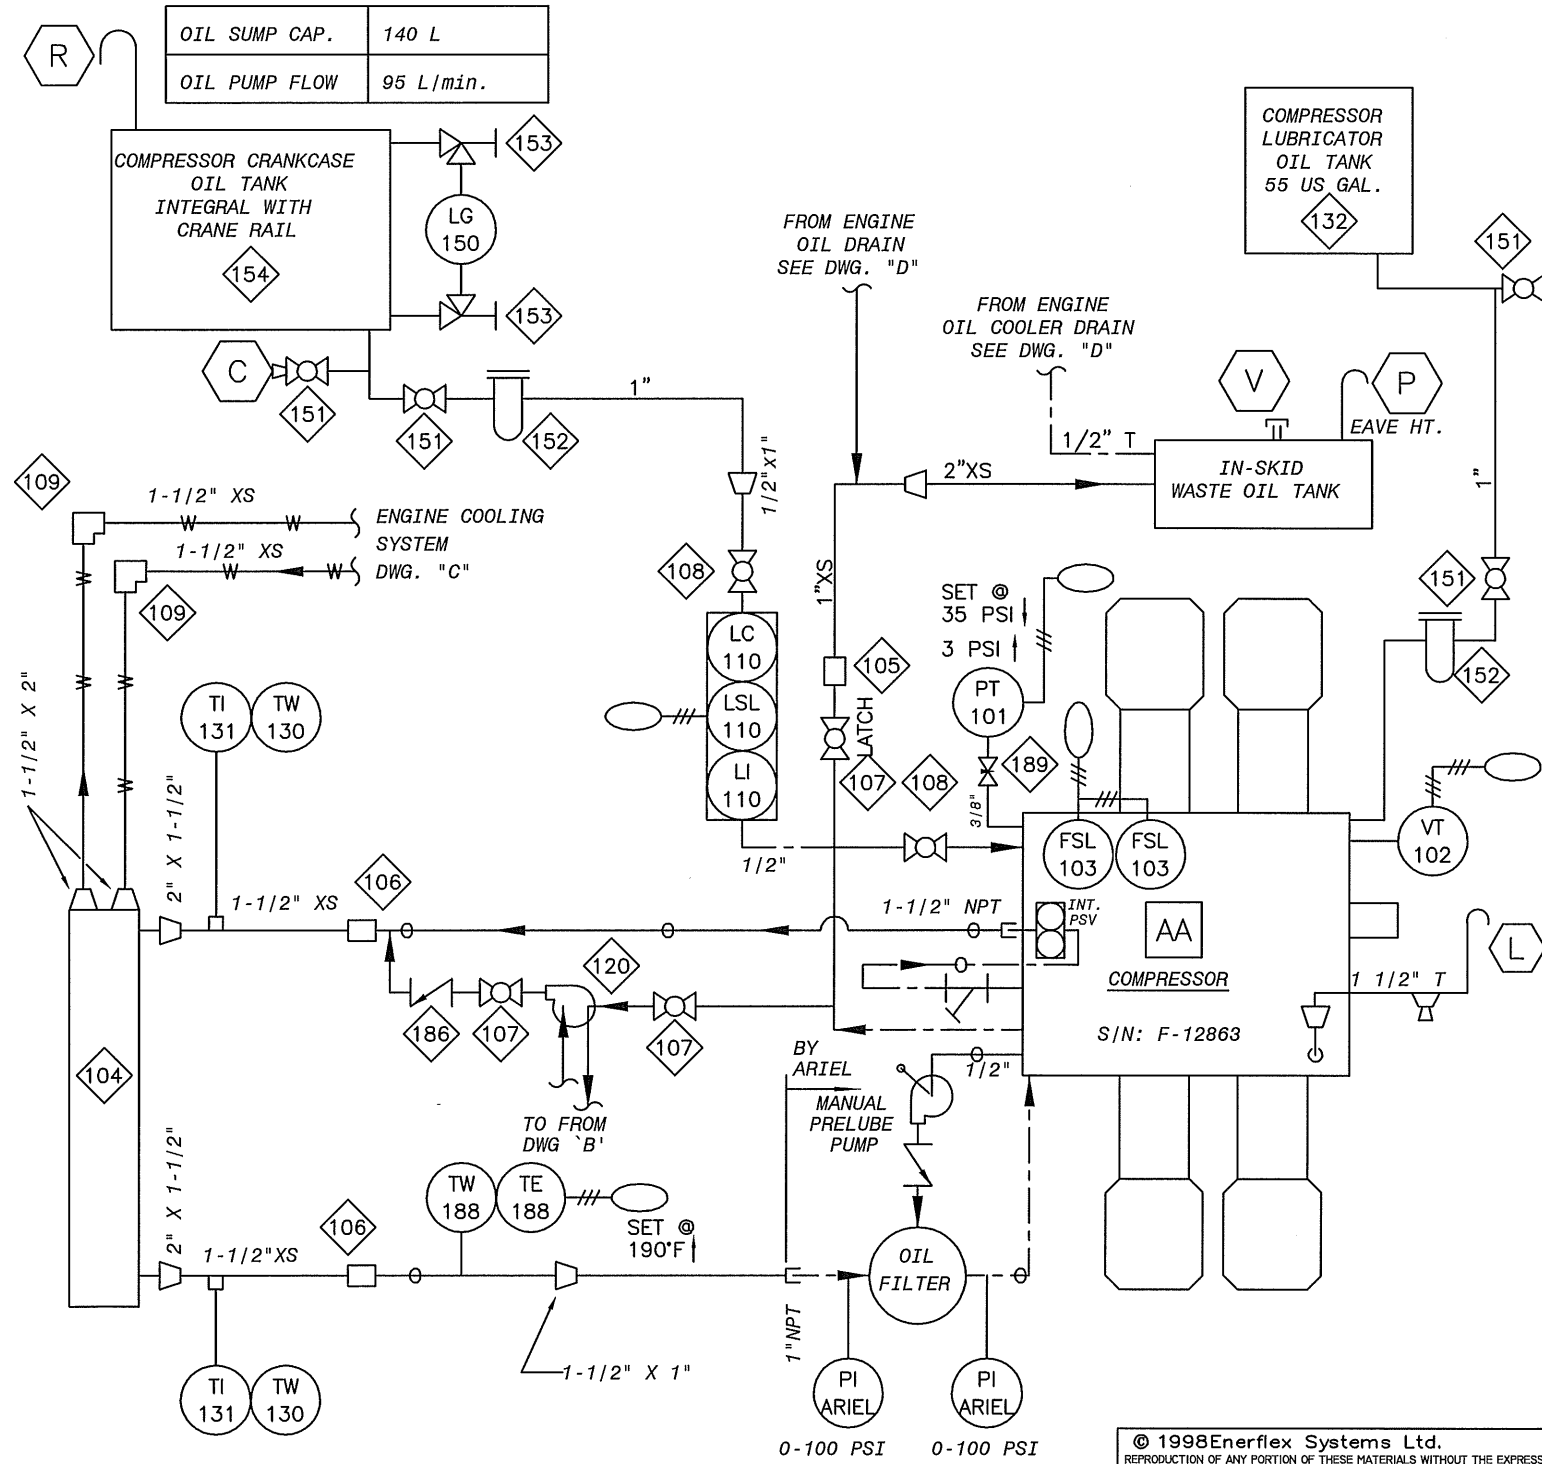 R
OIL SUMP CAP. 140 L
OIL PUMP FLOW 95 L/min.
COMPRESSOR CRANKCASE
OIL TANK
INTEGRAL WITH
CRANE RAIL
154
153
LG
150
153
C
151
151
152
1"
1/2"X1"
COMPRESSOR
LUBRICATOR
OIL TANK
55 US GAL.
132
151
FROM ENGINE
OIL DRAIN
SEE DWG. "D"
FROM ENGINE
OIL COOLER DRAIN
SEE DWG. "D"
V
P
EAVE HT.
1/2" T
2"XS
IN-SKID
WASTE OIL TANK
1"
109
1-1/2" XS
1-1/2" XS
ENGINE COOLING
SYSTEM
DWG. "C"
109
1-1/2" X 2"
108
LC
110
LSL
110
LI
110
1/2"
1"XS
105
LATCH
107
108
SET @
35 PSI
3 PSI
PT
101
189
3/8"
151
152
VT
102
FSL
103
FSL
103
TI
131
TW
130
2" X 1-1/2"
1-1/2" XS
106
1-1/2" NPT
INT.
PSV
AA
COMPRESSOR
S/N: F-12863
L
1 1/2" T
120
186
107
107
TO FROM
DWG `B'
104
BY
ARIEL
MANUAL
PRELUBE
PUMP
1/2"
2" X 1-1/2"
1-1/2"XS
106
TW
188
TE
188
SET @
190°F
OIL
FILTER
1"NPT
1-1/2" X 1"
TI
131
TW
130
PI
ARIEL
0-100 PSI
PI
ARIEL
0-100 PSI
© 1998Enerflex Systems Ltd.
REPRODUCTION OF ANY PORTION OF THESE MATERIALS WITHOUT THE EXPRESS